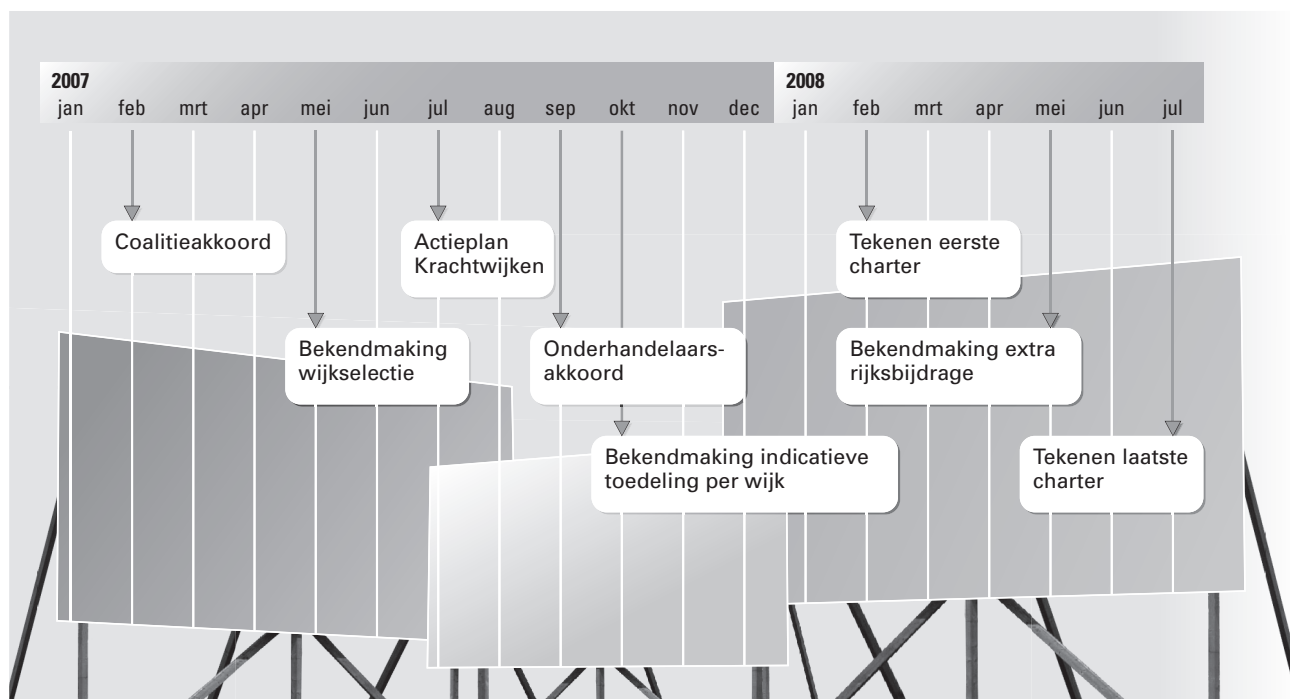 2007
2008
jan feb mrt apr mei jun jul aug sep okt nov dec jan feb mrt apr mei jun jul
Coalitieakkoord
Actieplan
Krachtwijken
Tekenen eerste
charter
Bekendmaking
wijkselectie
Onderhandelaars-
akkoord
Bekendmaking extra
rijksbijdrage
Bekendmaking indicatieve
toedeling per wijk
Tekenen laatste
charter